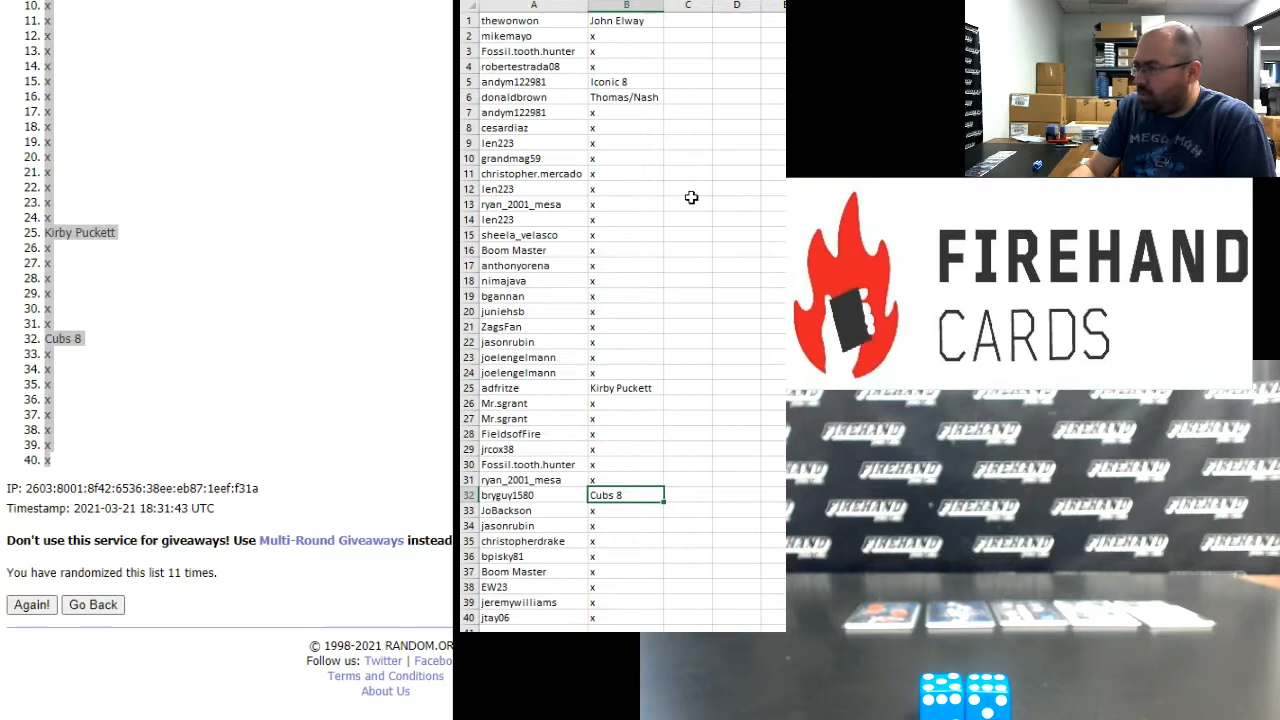 10. x
11. x
12. x
13. x
14. x
15. x
16. x
17. x
18. x
19. x
20. x
21. x
22. x
23. x
24. x
25. Kirby Puckett
26. x
27. x
28. x
29. x
30. x
31. x
32. Cubs 8
33. x
34. x
35. x
36. x
37. x
38. x
39. x
40. x
IP: 2603:8001:8f42:6536:38ee:eb87:1eef:f31a
Timestamp: 2021-03-21 18:31:43 UTC
Don't use this service for giveaways! Use Multi-Round Giveaways instead
You have randomized this list 11 times.
Again! Go Back
© 1998-2021 RANDOM.OR
Follow us: Twitter | Facebo
Terms and Conditions
About Us
A B C D
1 thewonwon John Elway
2 mikemayo x
3 Fossil.tooth.hunter x
4 robertestrada08 x
5 andym122981 Iconic 8
6 donaldbrown Thomas/Nash
7 andym122981 x
8 cesardiaz x
9 len223 x
10 grandmag59 x
11 christopher.mercado x
12 len223 x
13 ryan_2001_mesa x
14 len223 x
15 sheela_velasco x
16 Boom Master x
17 anthonyorena x
18 nimajava x
19 bgannan x
20 juniehsb x
21 ZagsFan x
22 jasonrubin x
23 joelengelmann x
24 joelengelmann x
25 adfritze Kirby Puckett
26 Mr.sgrant x
27 Mr.sgrant x
28 FieldsofFire x
29 jrcox38 x
30 Fossil.tooth.hunter x
31 ryan_2001_mesa x
32 bryguy1580 Cubs 8
33 JoBackson x
34 jasonrubin x
35 christopherdrake x
36 bpisky81 x
37 Boom Master x
38 EW23 x
39 jeremywilliams x
40 jtay06 x
MEGA MAN
FIREHAND
CARDS
FIREHAND
FIREHAND
FIREHAND
FIREHAND
FIREHAND
FIREHAND